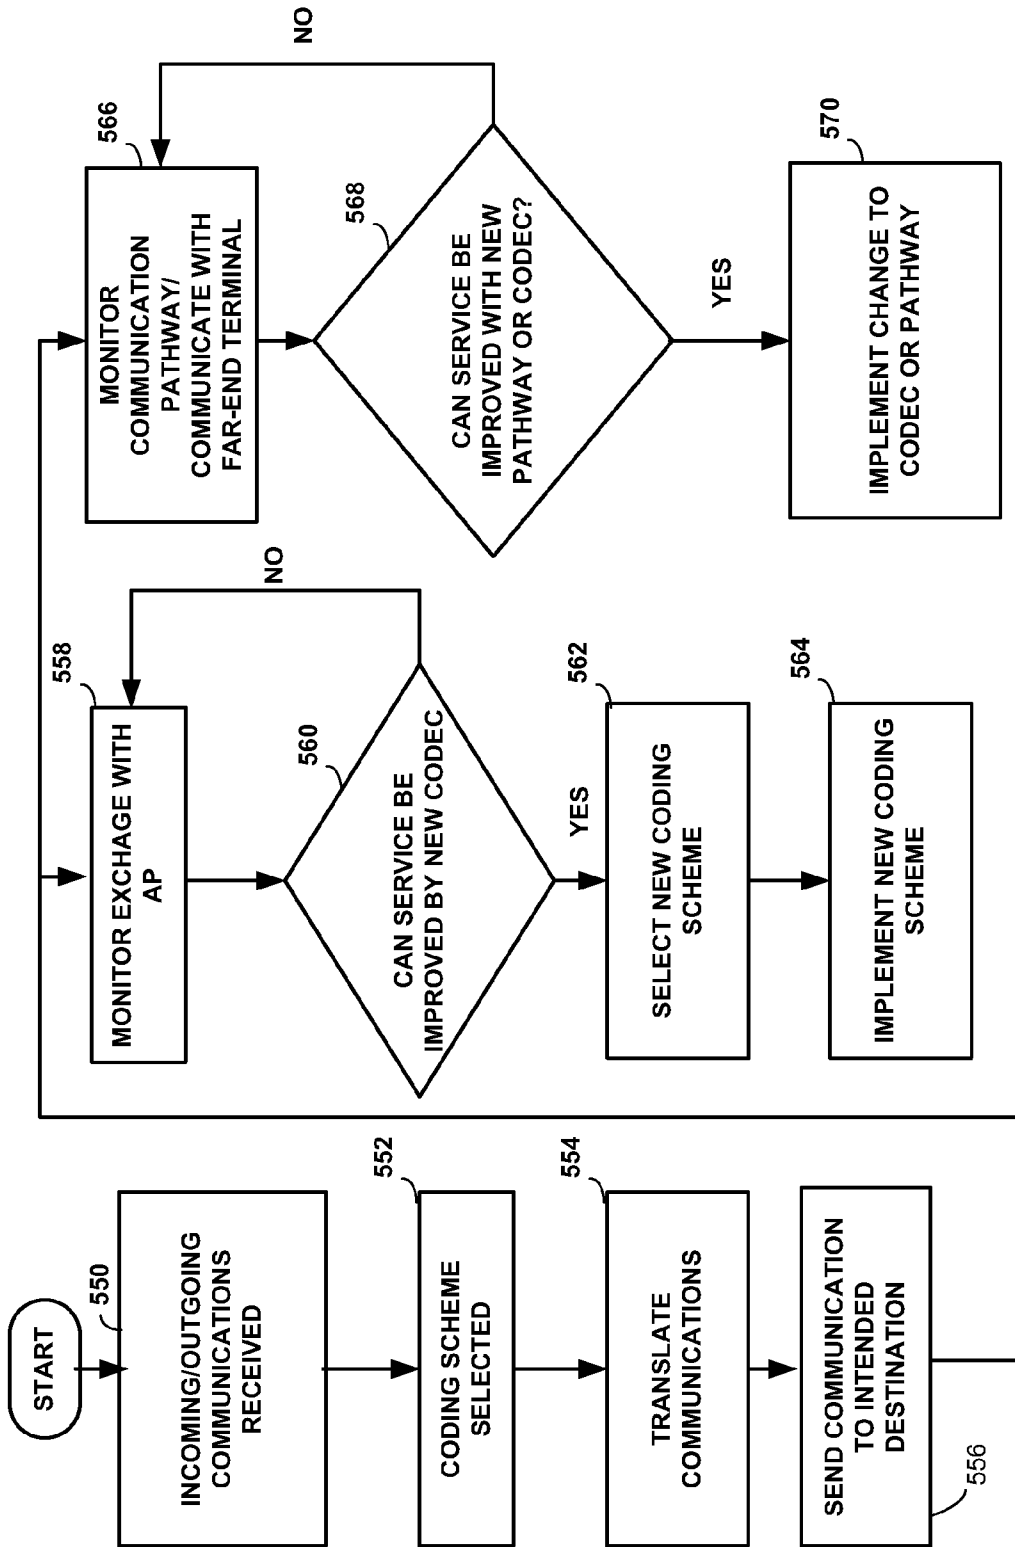 START
550
INCOMING/OUTGOING
COMMUNICATIONS
RECEIVED
552
CODING SCHEME
SELECTED
554
TRANSLATE
COMMUNICATIONS
SEND COMMUNICATION
TO INTENDED
DESTINATION
556
558
MONITOR EXCHAGE WITH
AP
NO
560
CAN SERVICE BE
IMPROVED BY NEW CODEC
YES
562
SELECT NEW CODING
SCHEME
564
IMPLEMENT NEW CODING
SCHEME
566
MONITOR
COMMUNICATION
PATHWAY/
COMMUNICATE WITH
FAR-END TERMINAL
NO
568
CAN SERVICE BE
IMPROVED WITH NEW
PATHWAY OR CODEC?
YES
570
IMPLEMENT CHANGE TO
CODEC OR PATHWAY